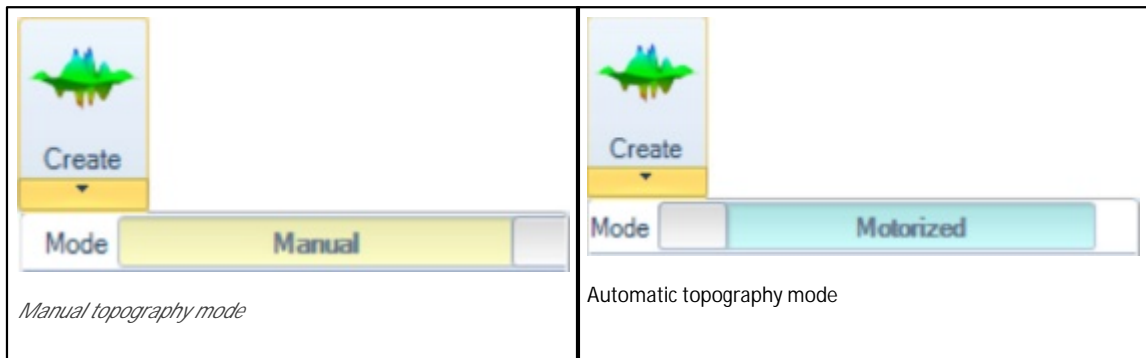 Create
Mode Manual
Manual topography mode
Create
Mode Motorized
Automatic topography mode